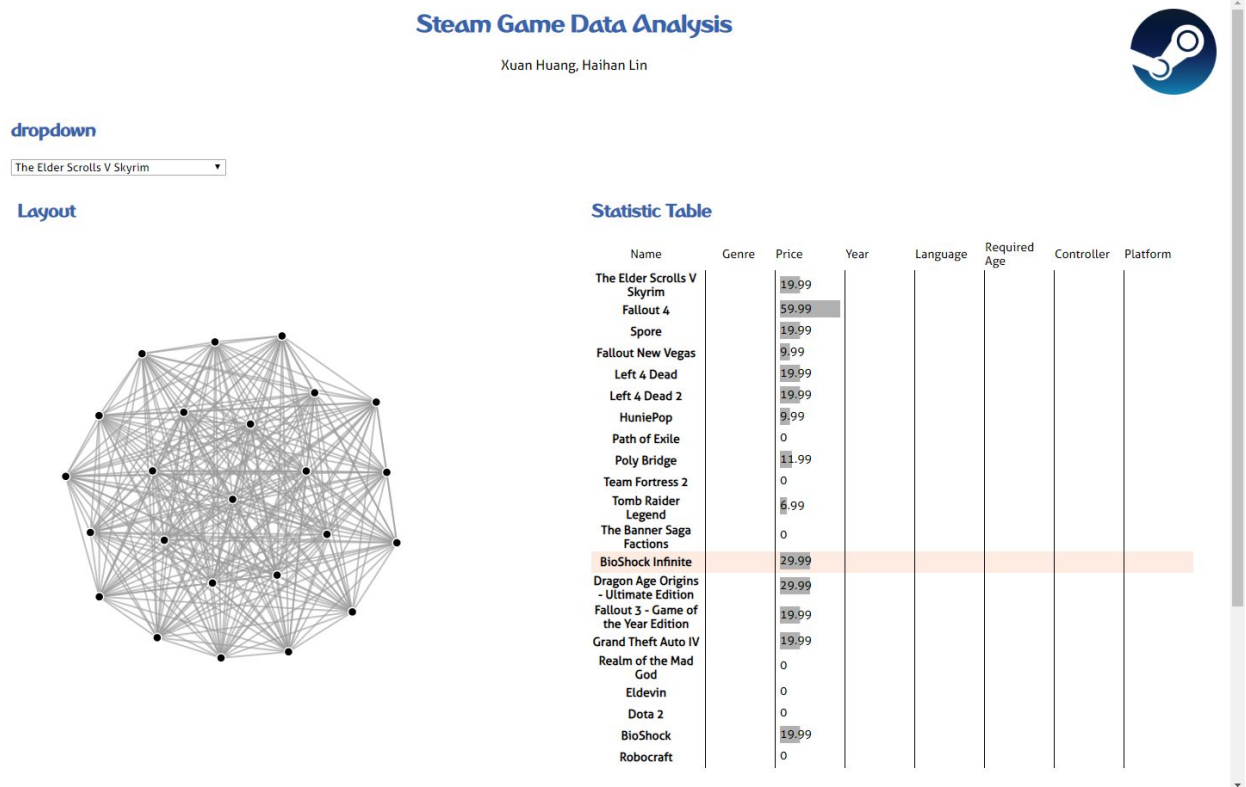 Steam Game Data Analysis
Xuan Huang, Haihan Lin
dropdown
The Elder Scrolls V Skyrim
Layout
Statistic Table
Name Genre Price Year Language Required Age Controller Platform
The Elder Scrolls V
Skyrim 19.99
Fallout 4 59.99
Spore 19.99
Fallout New Vegas 9.99
Left 4 Dead 19.99
Left 4 Dead 2 19.99
HuniePop 9.99
Path of Exile 0
Poly Bridge 11.99
Team Fortress 2 0
Tomb Raider
Legend 6.99
The Banner Saga
Factions 0
BioShock Infinite 29.99
Dragon Age Origins
- Ultimate Edition 29.99
Fallout 3 - Game of
the Year Edition 19.99
Grand Theft Auto IV 19.99
Realm of the Mad
God 0
Eldevin 0
Dota 2 0
BioShock 19.99
Robocraft 0